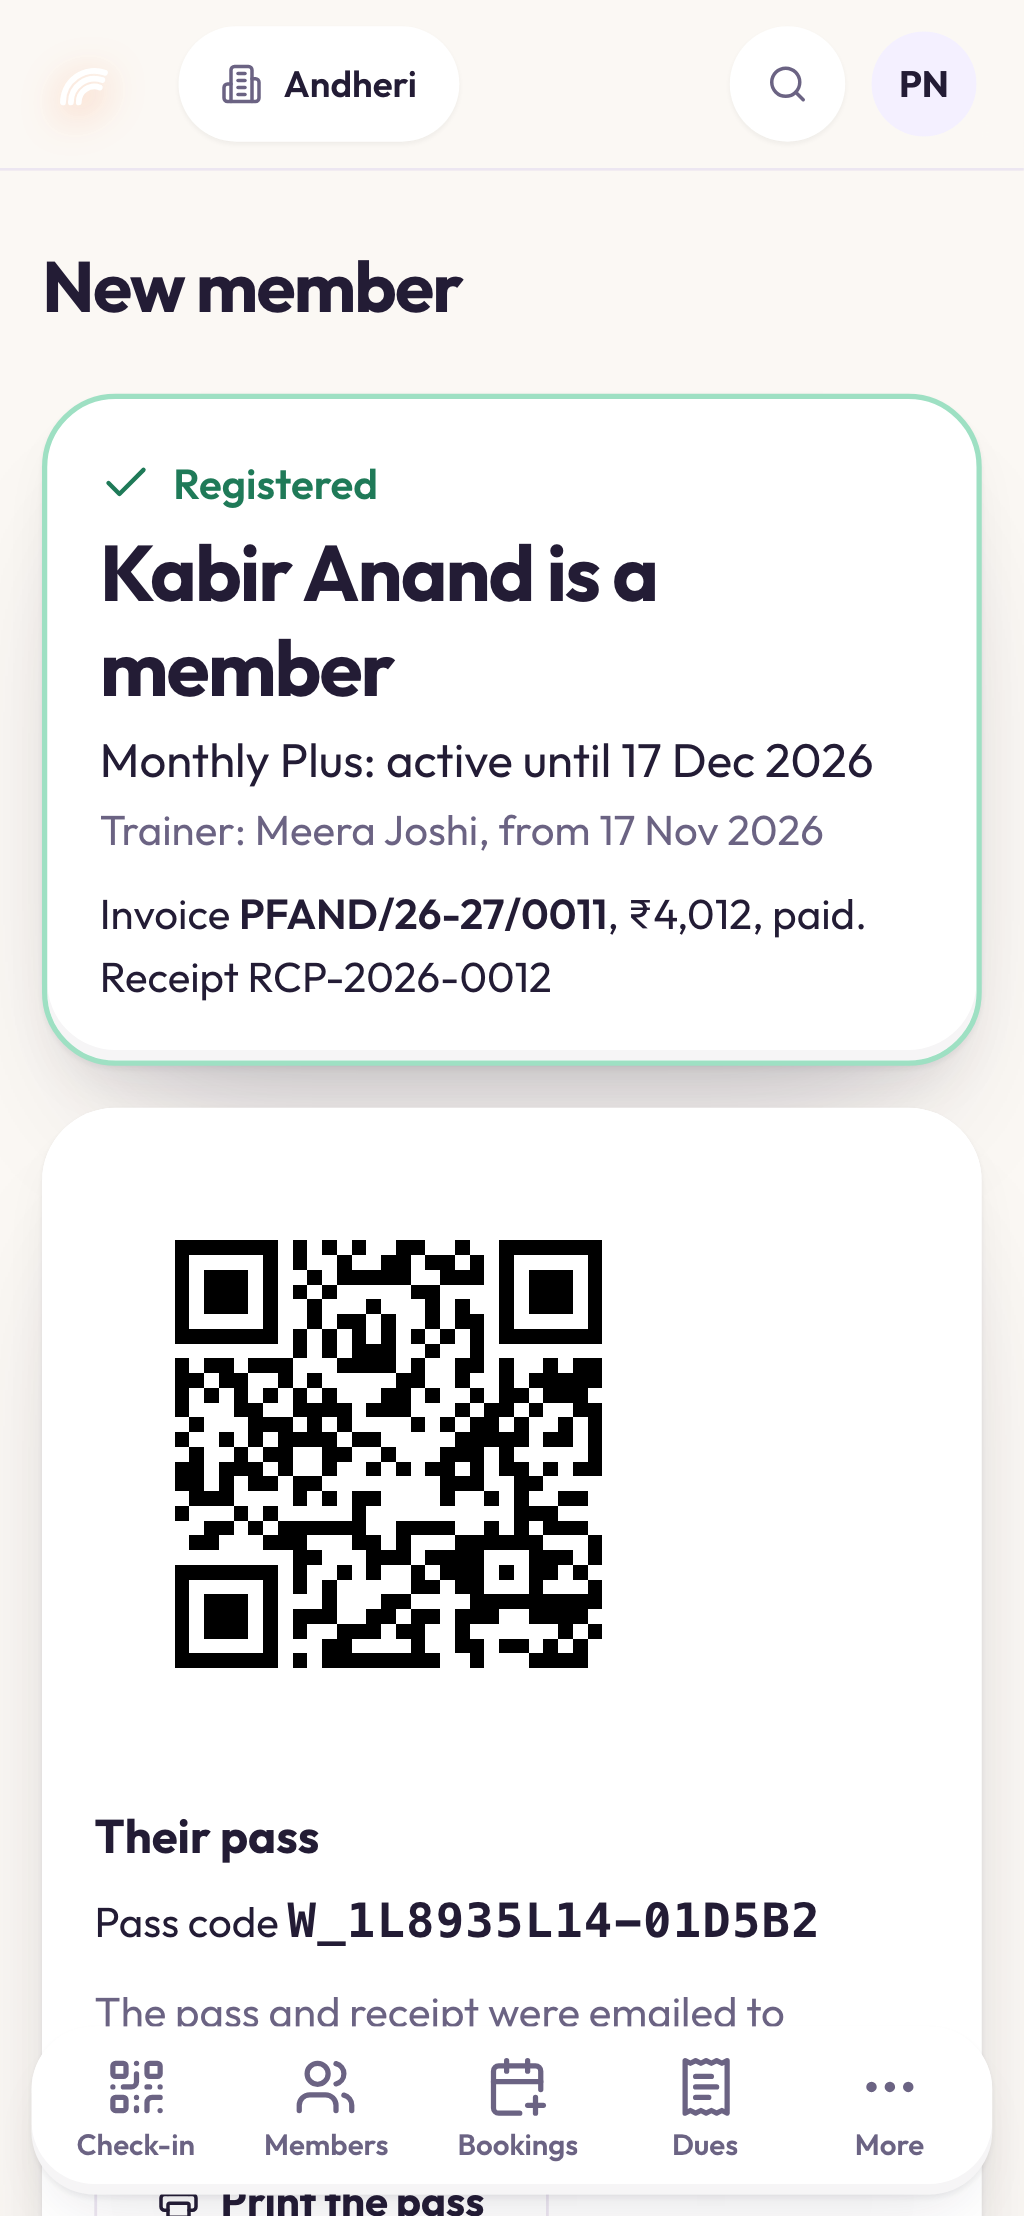 Andheri
PN
New member
Registered
Kabir Anand is a
member
Monthly Plus: active until 17 Dec 2026
Trainer: Meera Joshi, from 17 Nov 2026
Invoice PFAND/26-27/0011, ₹4,012, paid.
Receipt RCP-2026-0012
Their pass
Pass code W_1L8935L14-01D5B2
The pass and receipt were emailed to
Check-in
Members
Bookings
Dues
More
Print the pass